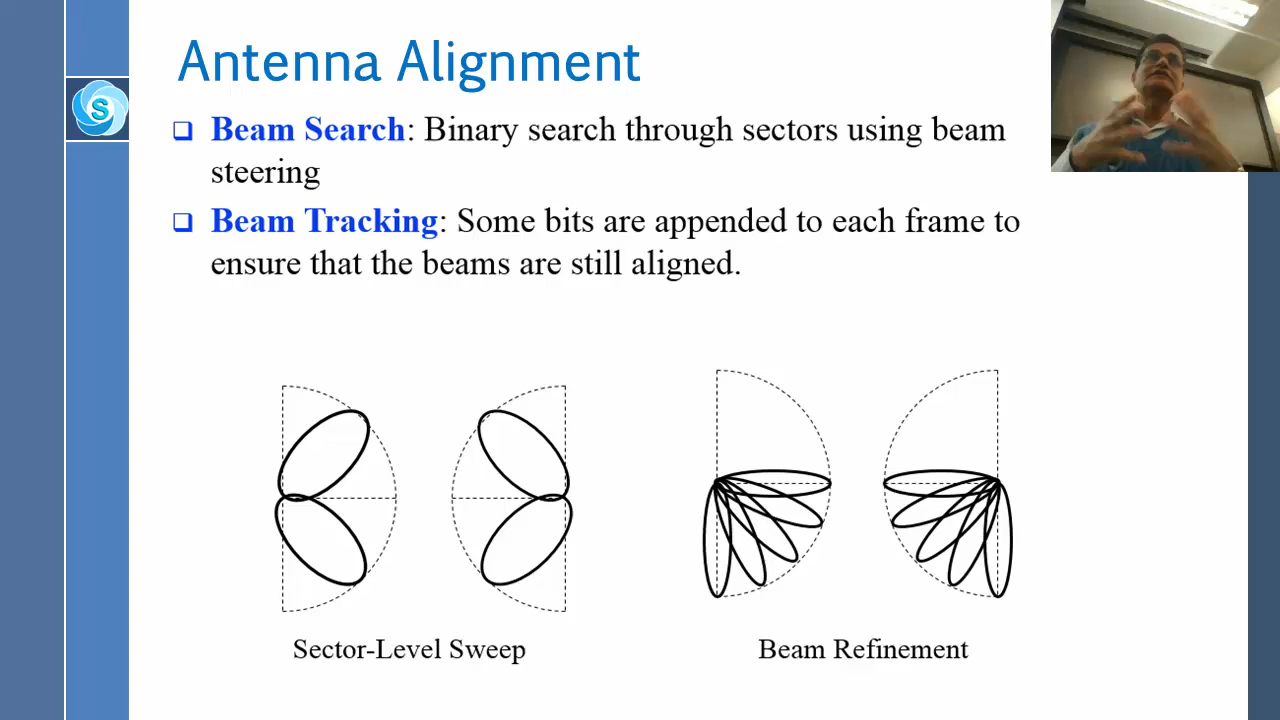 Antenna Alignment
S
❑ Beam Search: Binary search through sectors using beam
steering
❑ Beam Tracking: Some bits are appended to each frame to
ensure that the beams are still aligned.
Sector-Level Sweep
Beam Refinement